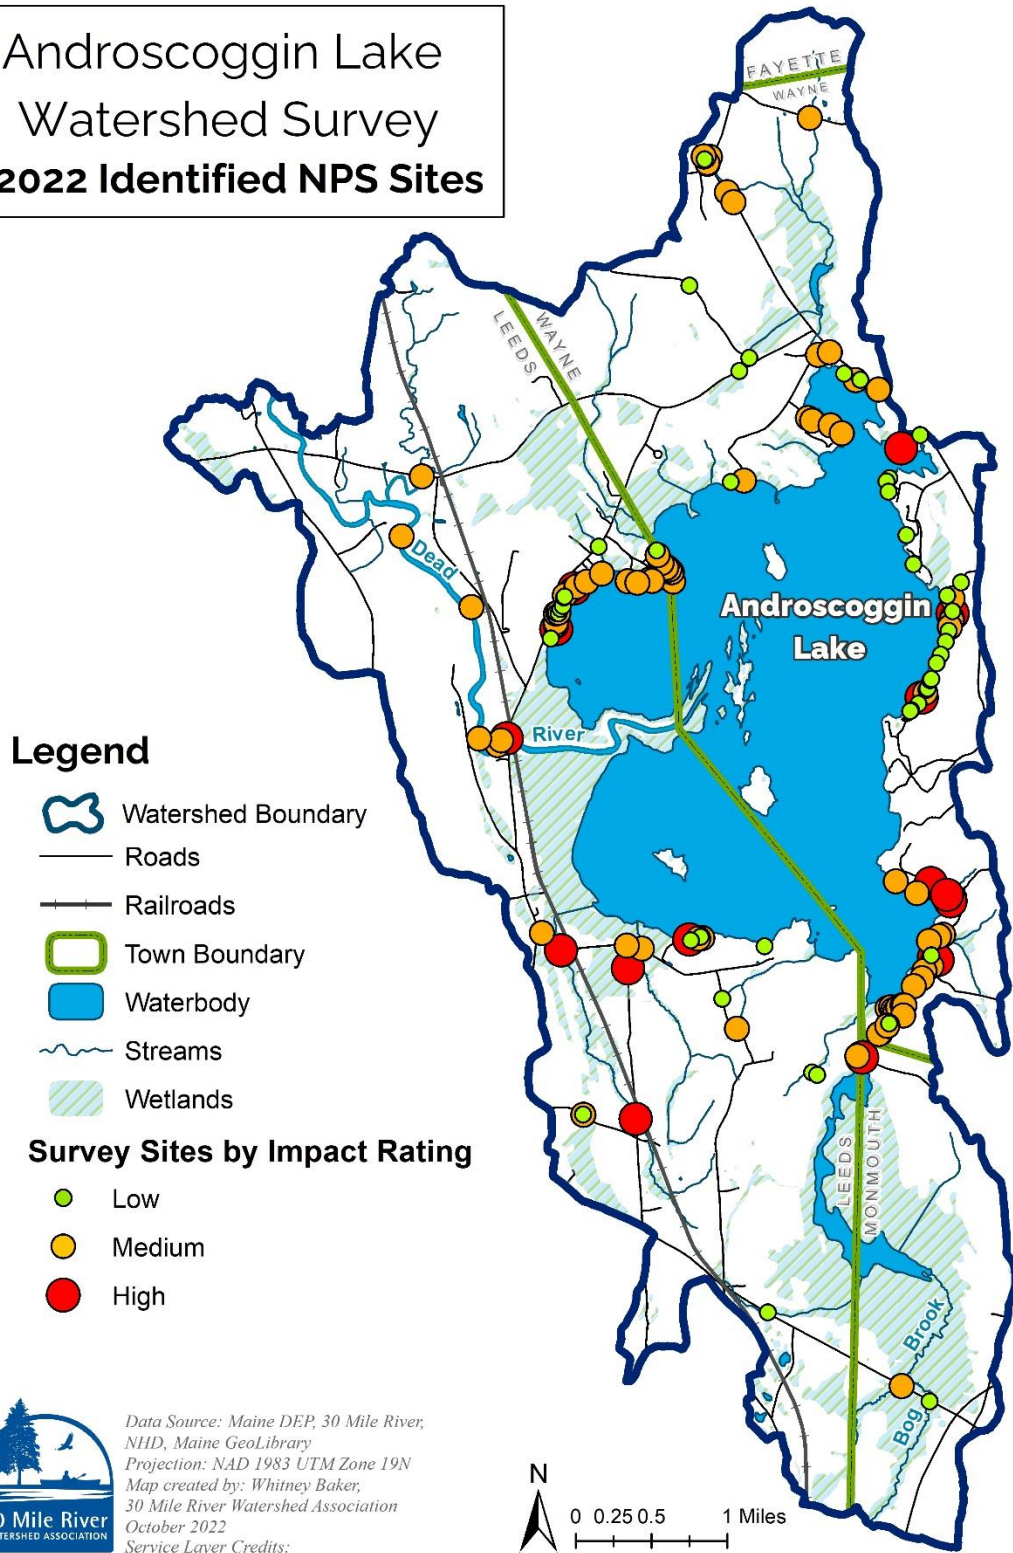 Androscoggin Lake
Watershed Survey
2022 Identified NPS Sites
FAYETTE
WAYNE
WAYNE
LEEDS
Dead
River
Androscoggin
Lake
Legend
Watershed Boundary
Roads
Railroads
Town Boundary
Waterbody
Streams
Wetlands
Survey Sites by Impact Rating
Low
Medium
High
LEEDS
MONMOUTH
Brook
Bog
Data Source: Maine DEP, 30 Mile River,
NHD, Maine GeoLibrary
Projection: NAD 1983 UTM Zone 19N
Map created by: Whitney Baker,
30 Mile River Watershed Association
October 2022
Service Layer Credits:
Mile River
ASSOCIATION
N
0 0.25 0.5 1 Miles